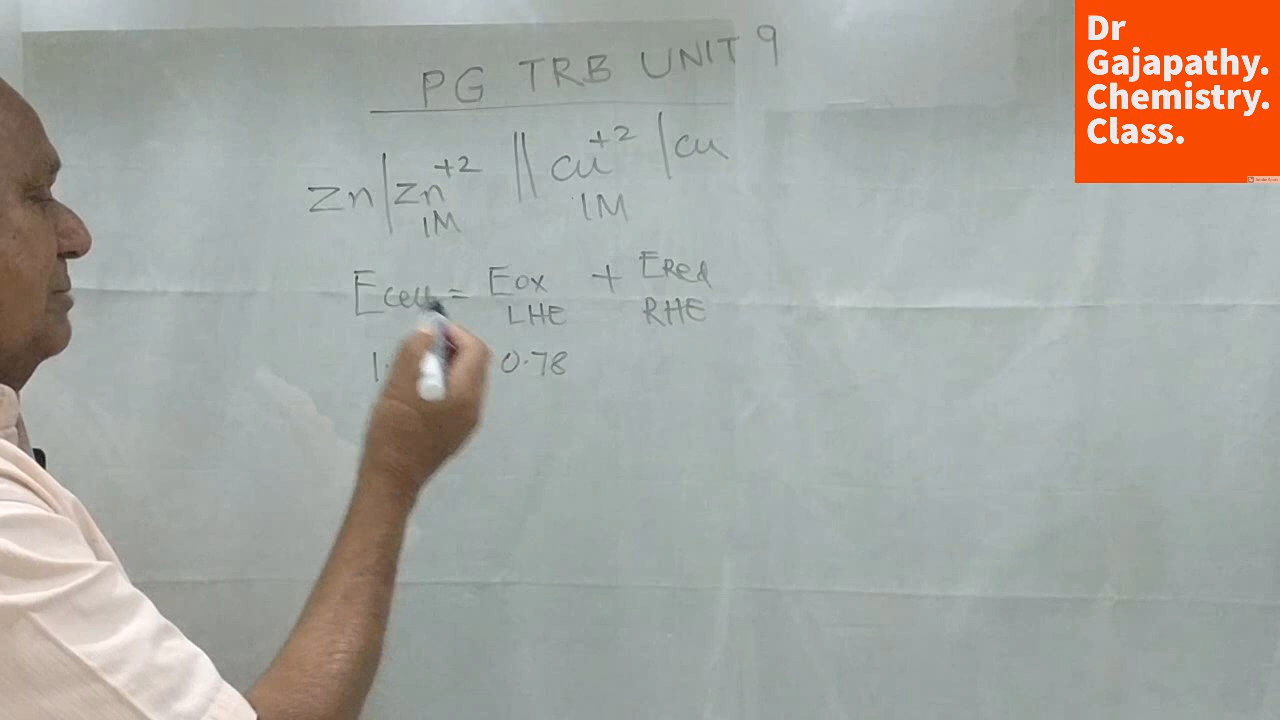 PG TRB UNIT 9
Zn|Zn+2 || Cu+2 |Cu
1M 1M
Ecell = Eox + ERed
LHE RHE
1. 0.78
Dr
Gajapathy.
Chemistry.
Class.